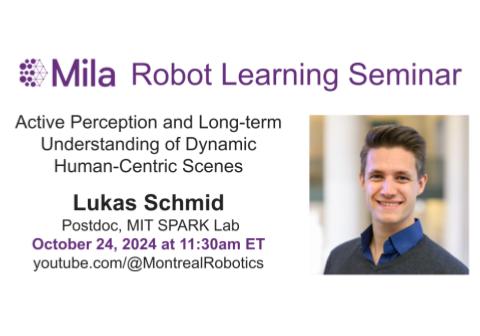 Mila Robot Learning Seminar
Active Perception and Long-term
Understanding of Dynamic
Human-Centric Scenes
Lukas Schmid
Postdoc, MIT SPARK Lab
October 24, 2024 at 11:30am ET
youtube.com/@MontrealRobotics